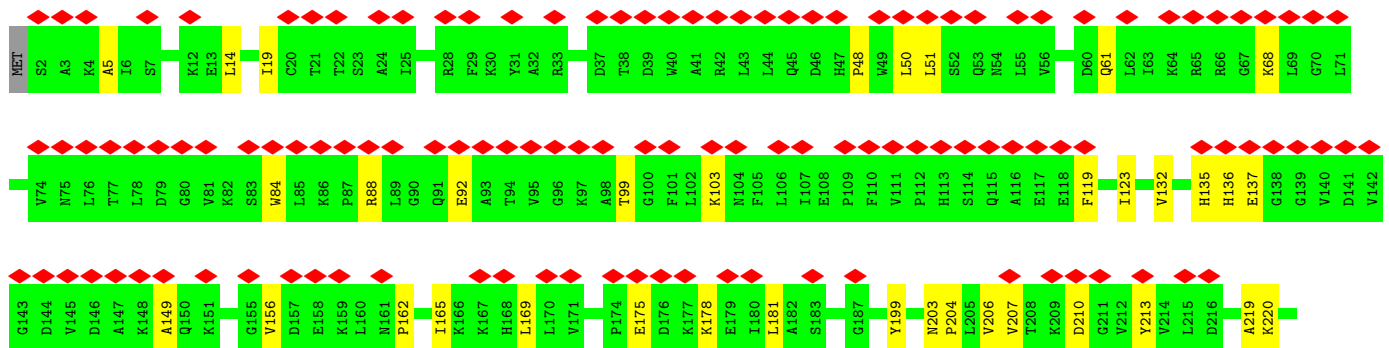 MET S2 A3 K4 A5 I6 S7 K12 E13 L14 I19 C20 T21 T22 S23 A24 I25 R28 F29 K30 Y31 A32 R33 D37 T38 D39 W40 A41 R42 L43 L44 Q45 D46 H47 P48 W49 L50 L51 S52 Q53 N54 L55 V56 D60 Q61 L62 I63 K64 R65 R66 G67 K68 L69 G70 L71
V74 N75 L76 T77 L78 D79 G80 V81 K82 S83 W84 L85 K86 P87 R88 L89 G90 Q91 E92 A93 T94 V95 G96 K97 A98 T99 G100 F101 L102 K103 N104 F105 L106 I107 E108 P109 F110 V111 P112 H113 S114 Q115 A116 E117 E118 F119 I123 V132 H135 H136 E137 G138 G139 V140 D141 V142
G143 D144 V145 D146 A147 K148 A149 Q150 K151 G155 V156 D157 E158 K159 L160 N161 P162 I165 K166 K167 H168 L169 L170 V171 P174 E175 D176 K177 K178 E179 I180 L181 A182 S183 G187 Y199 N203 P204 L205 V206 V207 T208 K209 D210 G211 V212 Y213 V214 L215 D216 A219 K220